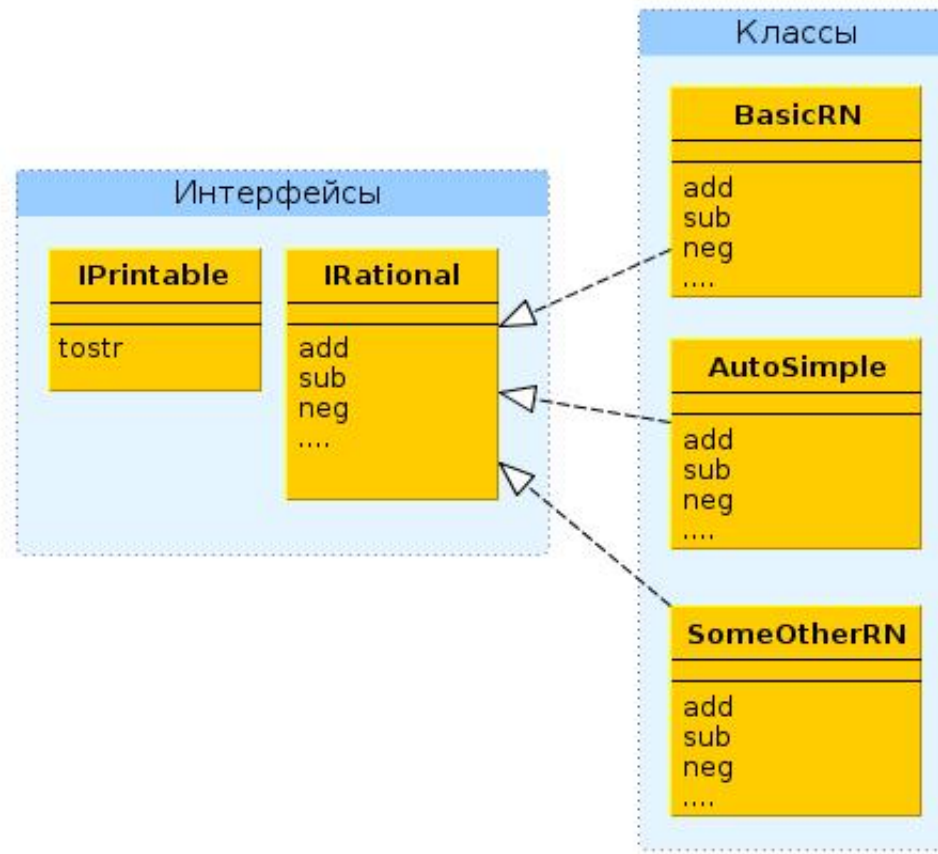 Интерфейсы
IPrintable
tostr
IRational
add
sub
neg
....
Классы
BasicRN
add
sub
neg
....
AutoSimple
add
sub
neg
....
SomeOtherRN
add
sub
neg
....